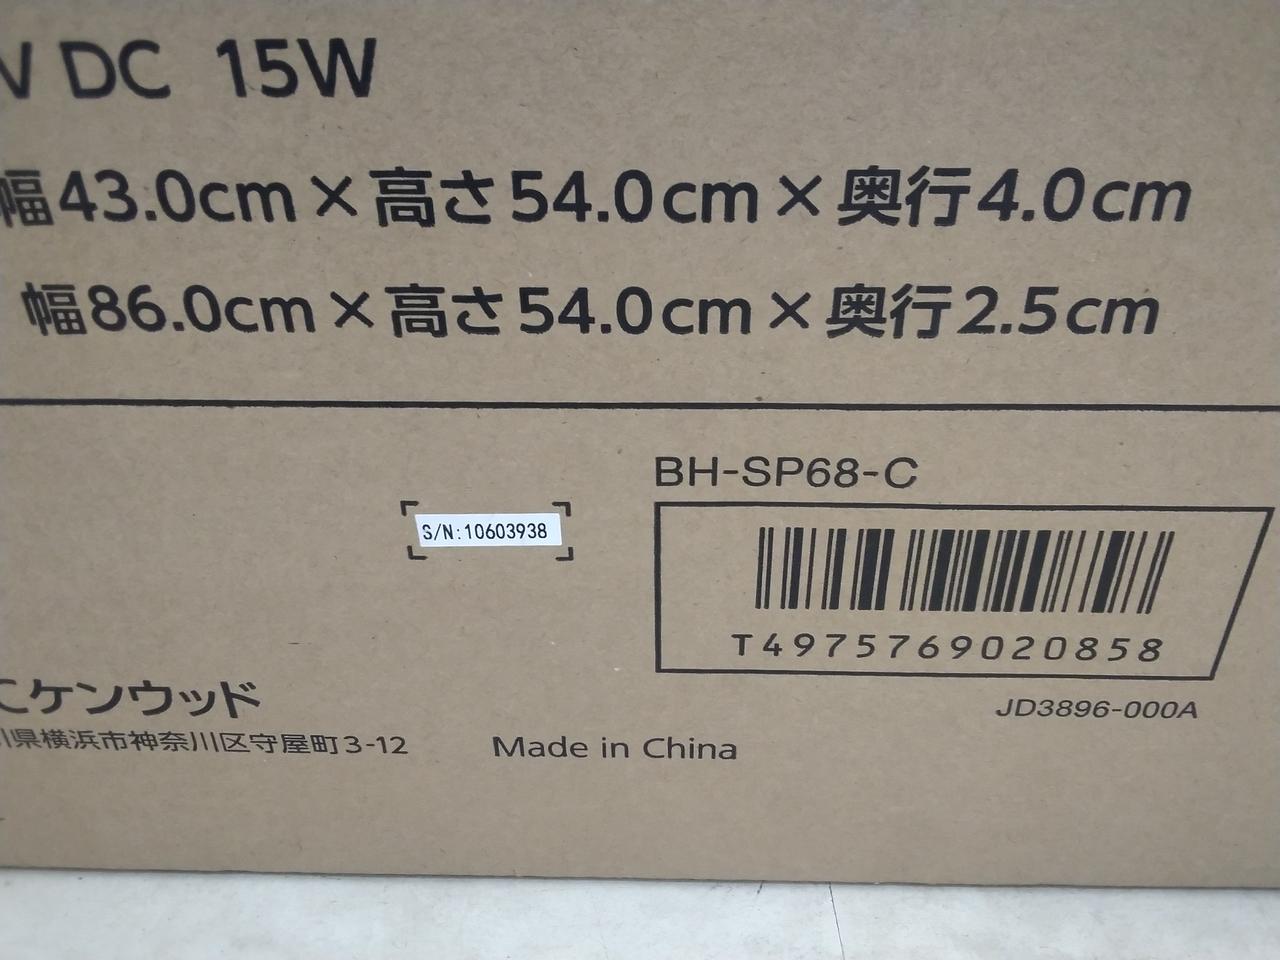 V DC 15W
幅43.0cm×高さ54.0cm×奥行4.0cm
幅86.0cm×高さ54.0cm×奥行2.5cm
BH-SP68-C
S/N:10603938
T4975769020858
JD3896-000A
Cケンウッド
川県横浜市神奈川区守屋町3-12
Made in China